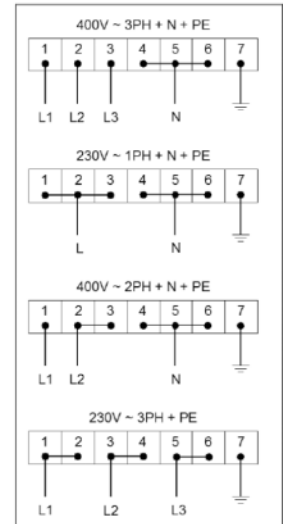 400V ~ 3PH + N + PE
1 2 3 4 5 6 7
L1 L2 L3 N
230V ~ 1PH + N + PE
1 2 3 4 5 6 7
L N
400V ~ 2PH + N + PE
1 2 3 4 5 6 7
L1 L2 N
230V ~ 3PH + PE
1 2 3 4 5 6 7
L1 L2 L3